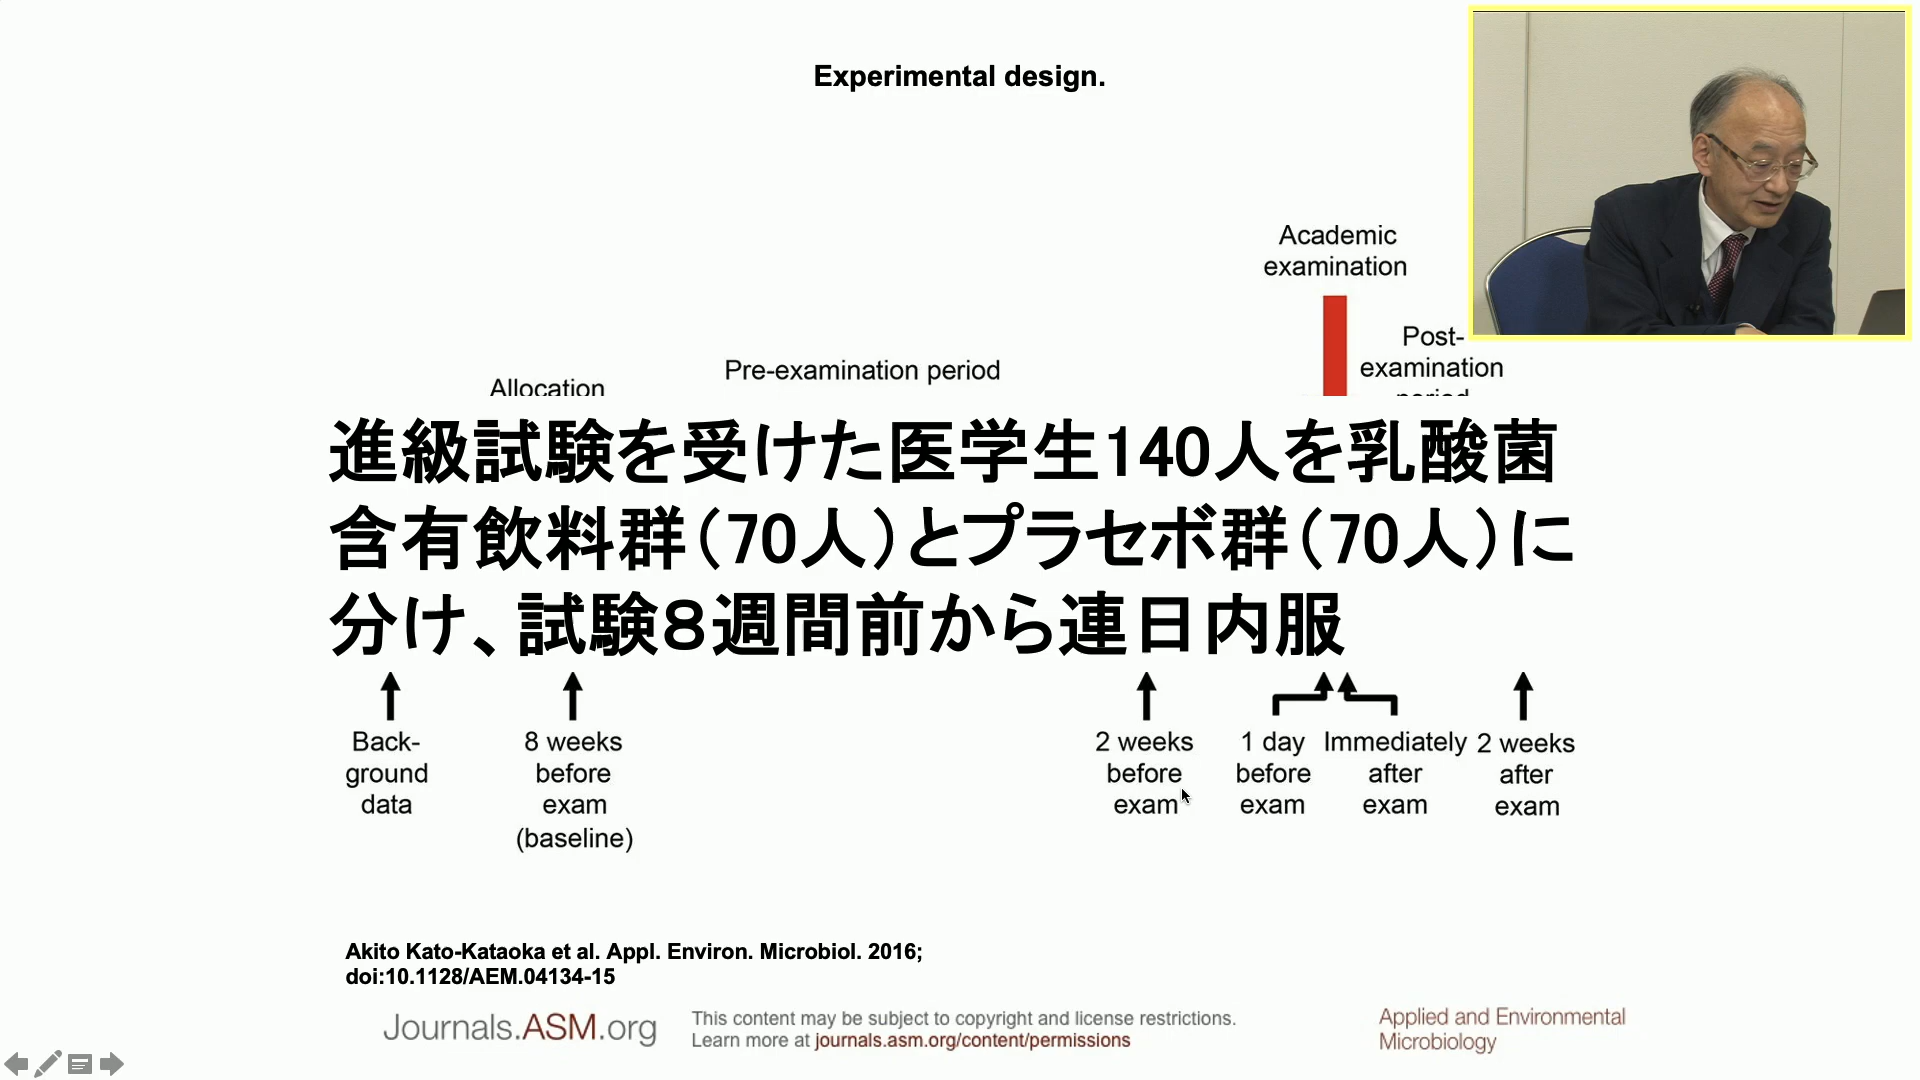 Experimental design.
Academic
examination
Post-
examination
period
Pre-examination period
Allocation
進級試験を受けた医学生140人を乳酸菌
含有飲料群（70人）とプラセボ群（70人）に
分け、試験８週間前から連日内服
Back-
ground
data
8 weeks
before
exam
(baseline)
2 weeks
before
exam
1 day
before
exam
Immediately
after
exam
2 weeks
after
exam
Akito Kato-Kataoka et al. Appl. Environ. Microbiol. 2016;
doi:10.1128/AEM.04134-15
Journals.ASM.org
This content may be subject to copyright and license restrictions.
Learn more at journals.asm.org/content/permissions
Applied and Environmental
Microbiology